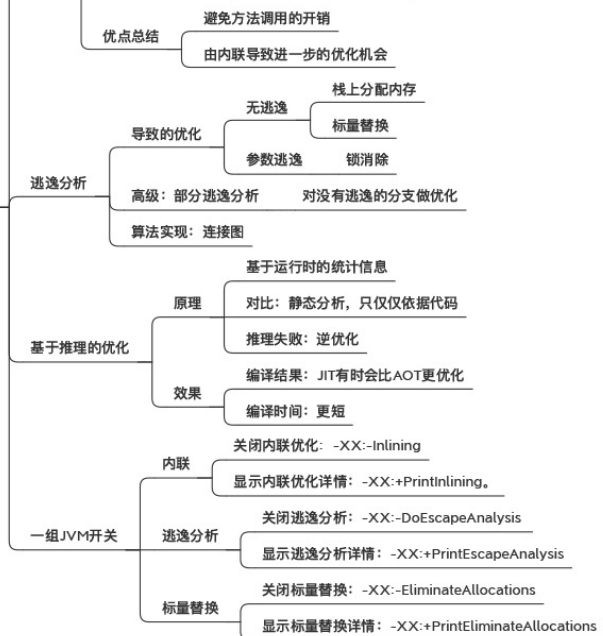 优点总结
避免方法调用的开销
由内联导致进一步的优化机会
逃逸分析
导致的优化
无逃逸
栈上分配内存
标量替换
参数逃逸
锁消除
高级：部分逃逸分析
对没有逃逸的分支做优化
算法实现：连接图
基于推理的优化
原理
基于运行时的统计信息
对比：静态分析，只仅仅依据代码
推理失败：逆优化
效果
编译结果：JIT有时会比AOT更优化
编译时间：更短
一组JVM开关
内联
关闭内联优化: -XX:-Inlining
显示内联优化详情：-XX:+PrintInlining。
逃逸分析
关闭逃逸分析：-XX:-DoEscapeAnalysis
显示逃逸分析详情：-XX:+PrintEscapeAnalysis
标量替换
关闭标量替换：-XX:-EliminateAllocations
显示标量替换详情：-XX:+PrintEliminateAllocations